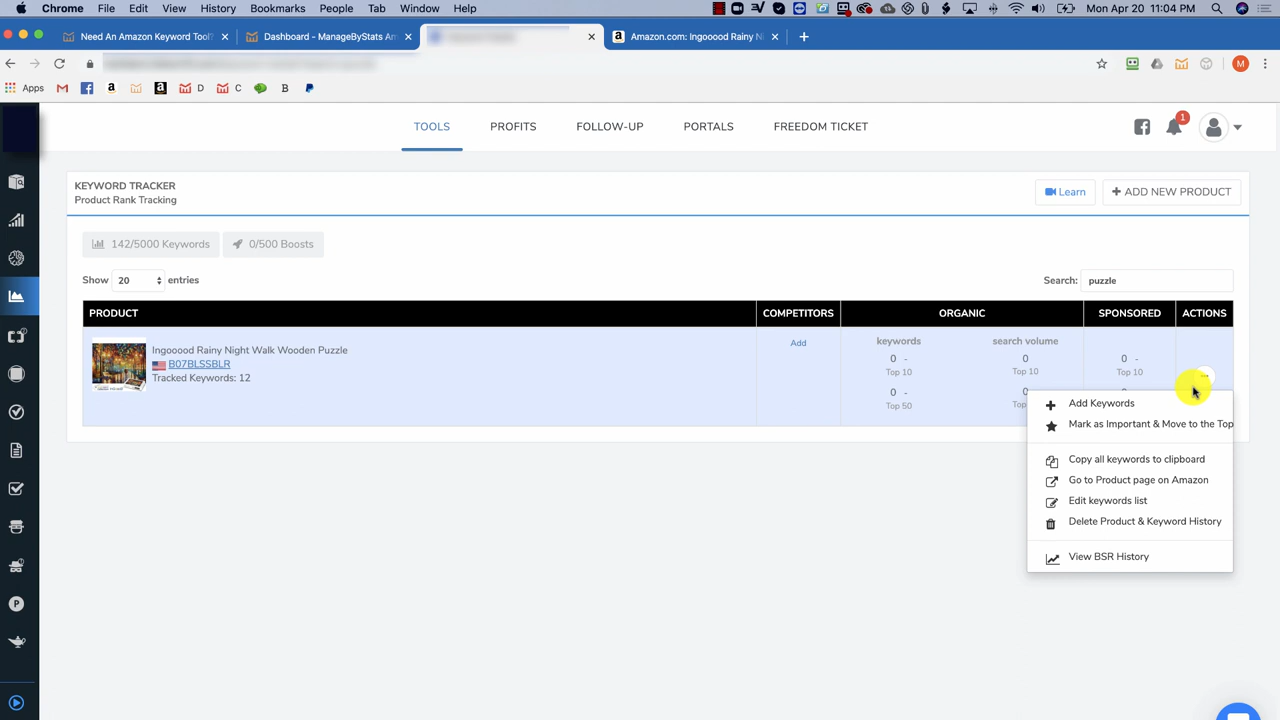 Chrome File Edit View History Bookmarks People Tab Window Help Mon Apr 20 11:04 PM
Need An Amazon Keyword Tool? Dashboard - ManageByStats Am Amazon.com: Ingooood Rainy Ni
Apps D C M
TOOLS PROFITS FOLLOW-UP PORTALS FREEDOM TICKET 1
KEYWORD TRACKER
Product Rank Tracking
Learn ADD NEW PRODUCT
142/5000 Keywords 0/500 Boosts
Show 20 entries Search: puzzle
PRODUCT COMPETITORS ORGANIC SPONSORED ACTIONS
Ingooood Rainy Night Walk Wooden Puzzle
B07BLSSBLR
Tracked Keywords: 12
Add
keywords search volume
0 - 0 0 -
Top 10 Top 10 Top 10
0 - 0
Top 50 Top
Add Keywords
Mark as Important & Move to the Top
Copy all keywords to clipboard
Go to Product page on Amazon
Edit keywords list
Delete Product & Keyword History
View BSR History